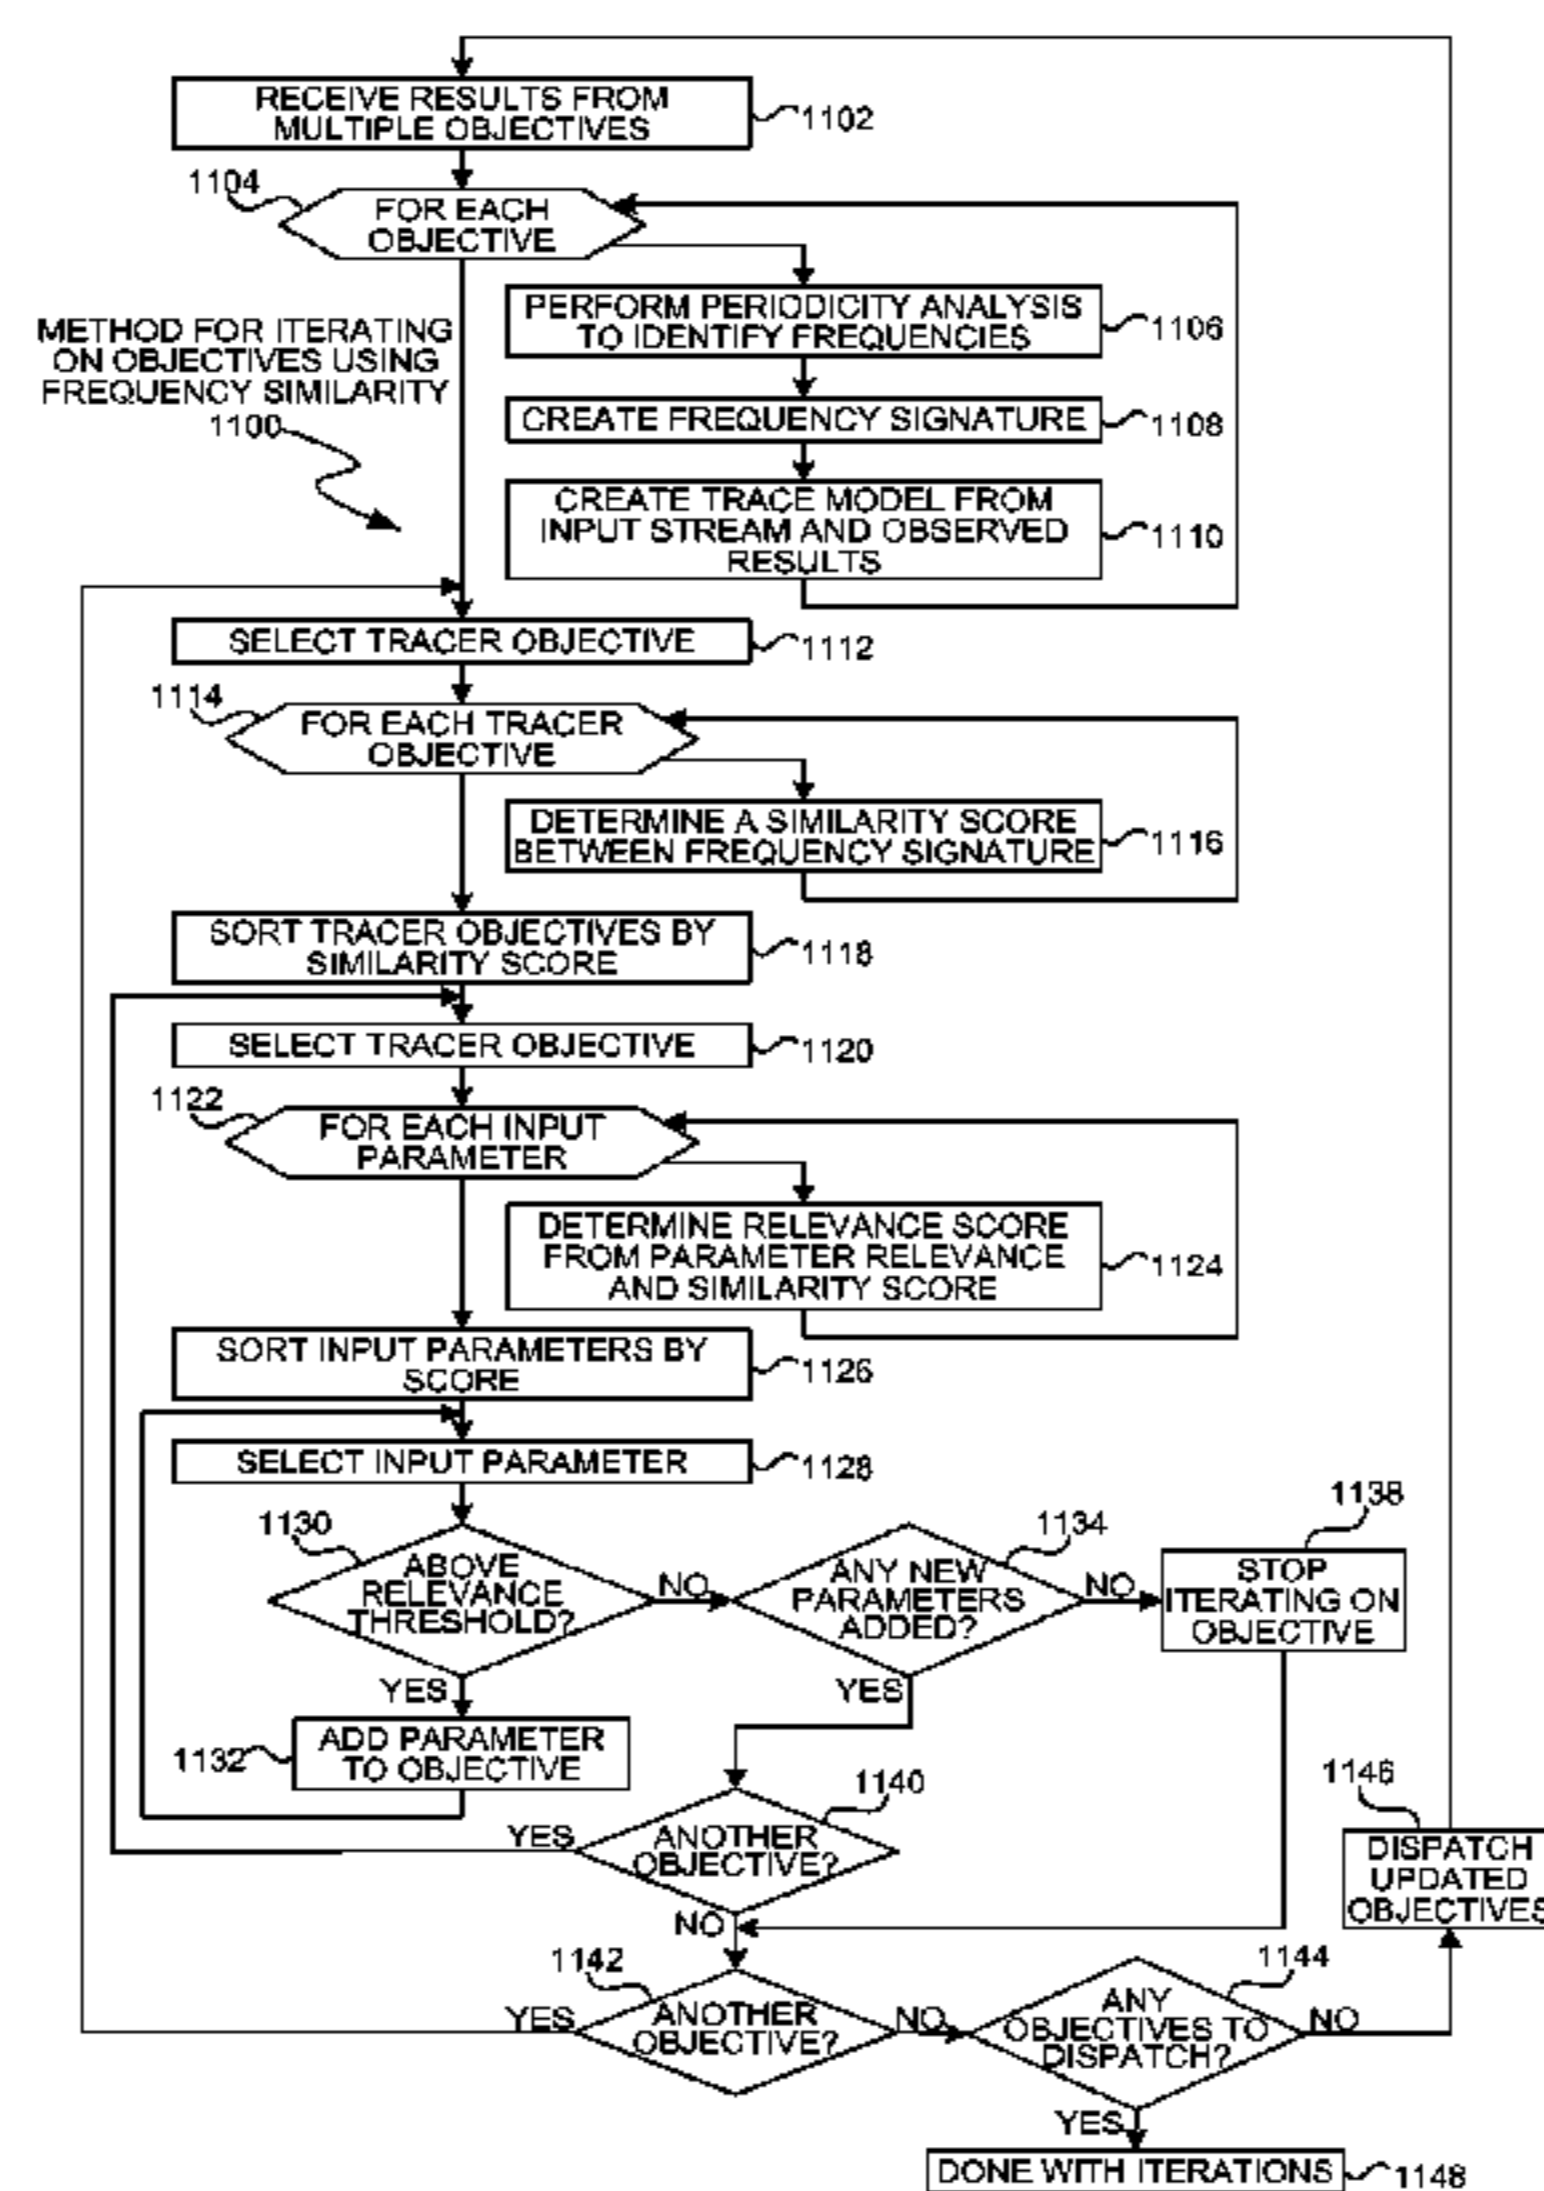 RECEIVE RESULTS FROM
MULTIPLE OBJECTIVES
1102
1104
FOR EACH
OBJECTIVE
PERFORM PERIODICITY ANALYSIS
TO IDENTIFY FREQUENCIES
1106
METHOD FOR ITERATING
ON OBJECTIVES USING
FREQUENCY SIMILARITY
1100
CREATE FREQUENCY SIGNATURE
1108
CREATE TRACE MODEL FROM
INPUT STREAM AND OBSERVED
RESULTS
1110
SELECT TRACER OBJECTIVE
1112
1114
FOR EACH TRACER
OBJECTIVE
DETERMINE A SIMILARITY SCORE
BETWEEN FREQUENCY SIGNATURE
1116
SORT TRACER OBJECTIVES BY
SIMILARITY SCORE
1118
SELECT TRACER OBJECTIVE
1120
1122
FOR EACH INPUT
PARAMETER
DETERMINE RELEVANCE SCORE
FROM PARAMETER RELEVANCE
AND SIMILARITY SCORE
1124
SORT INPUT PARAMETERS BY
SCORE
1126
SELECT INPUT PARAMETER
1128
1130
ABOVE
RELEVANCE
THRESHOLD?
NO
YES
1134
ANY NEW
PARAMETERS
ADDED?
NO
YES
1138
STOP
ITERATING ON
OBJECTIVE
1132
ADD PARAMETER
TO OBJECTIVE
1140
ANOTHER
OBJECTIVE?
YES
NO
1146
DISPATCH
UPDATED
OBJECTIVES
1142
ANOTHER
OBJECTIVE?
YES
NO
1144
ANY
OBJECTIVES TO
DISPATCH?
NO
YES
DONE WITH ITERATIONS
1148